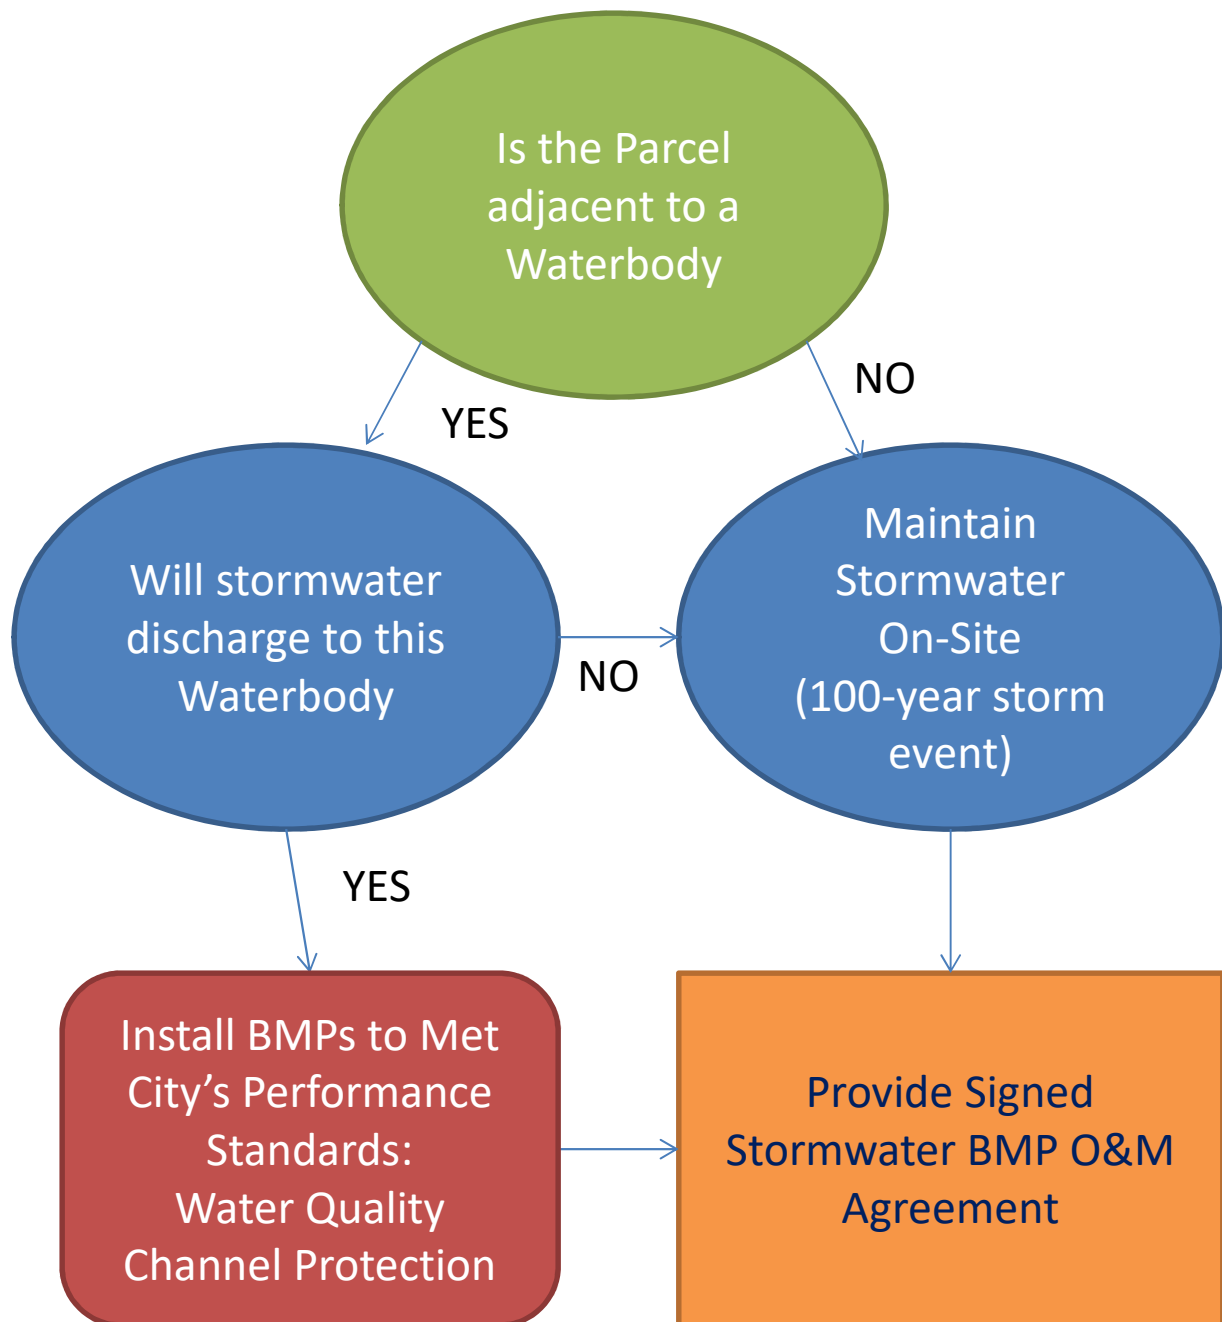 Is the Parcel
adjacent to a
Waterbody
NO
YES
Will stormwater
discharge to this
Waterbody
NO
Maintain
Stormwater
On-Site
(100-year storm
event)
YES
Install BMPs to Met
City’s Performance
Standards:
Water Quality
Channel Protection
Provide Signed
Stormwater BMP O&M
Agreement